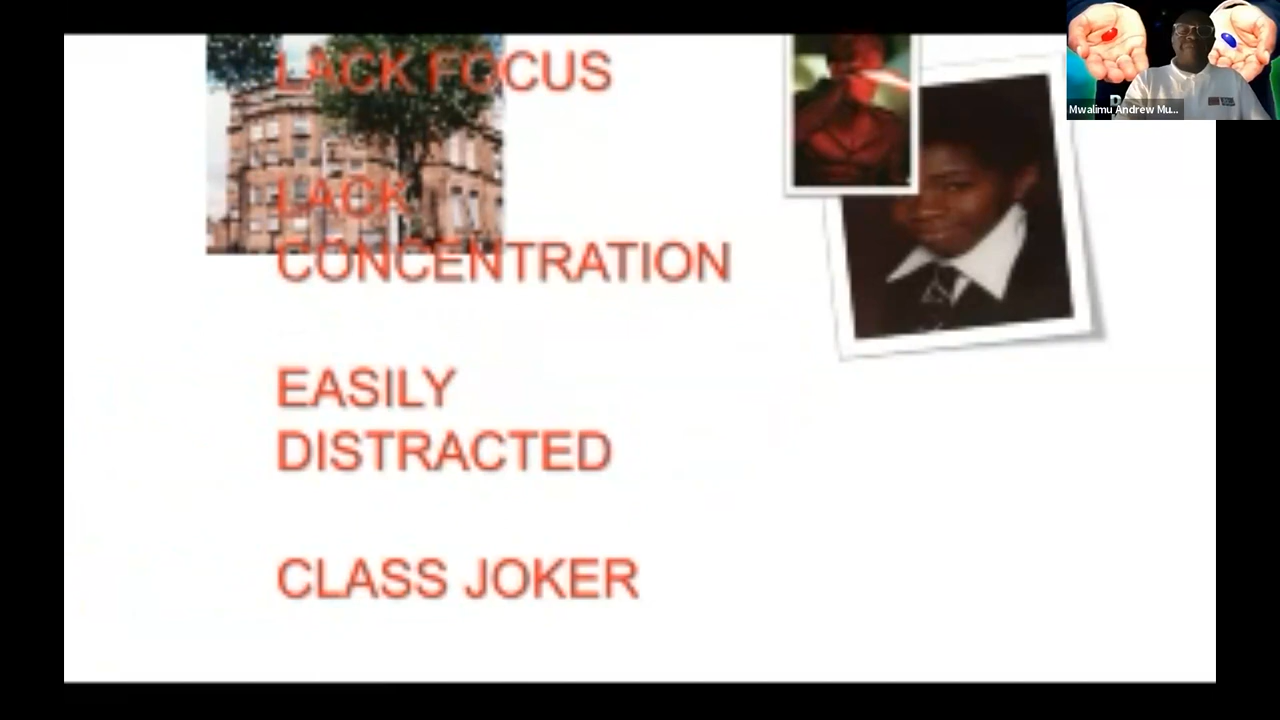 LACK FOCUS
LACK
CONCENTRATION
EASILY
DISTRACTED
CLASS JOKER
Mwalimu Andrew Mu...